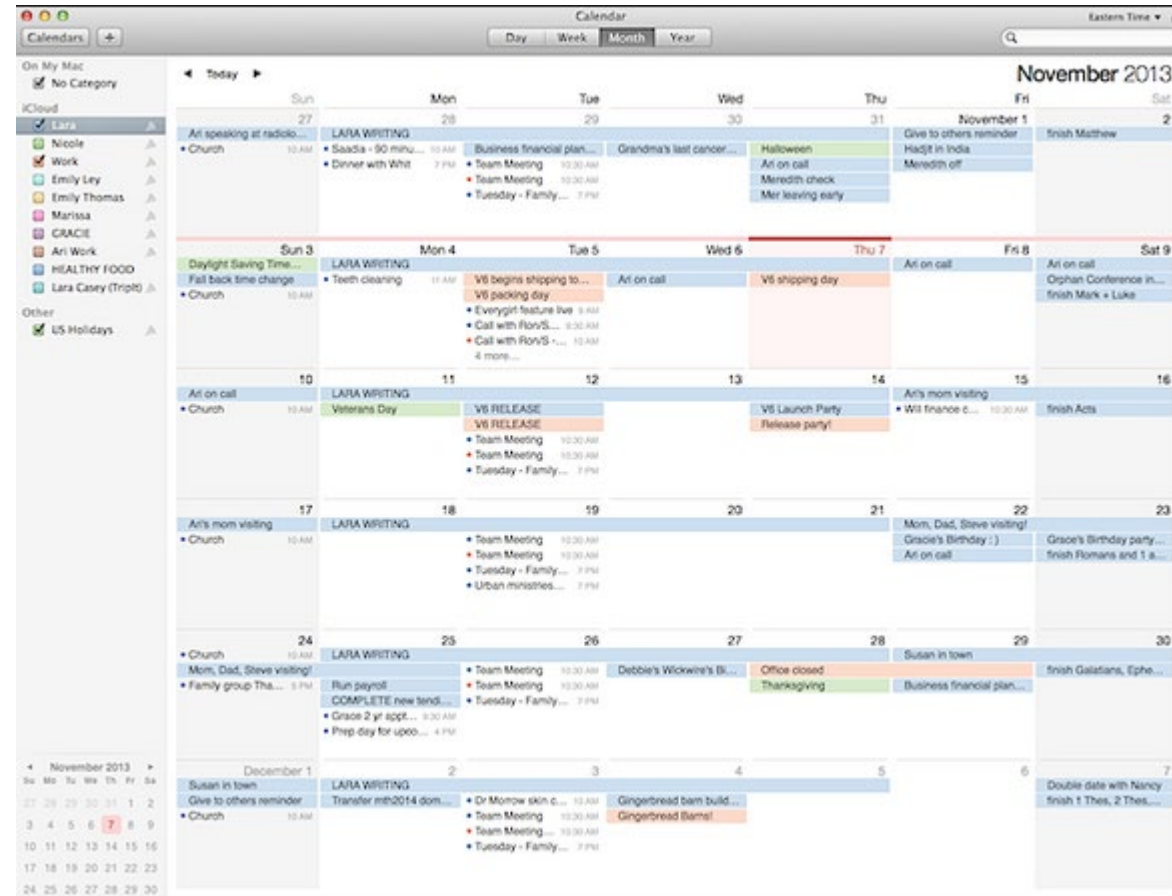 Calendar
Eastern Time
Calendars +
Day Week Month Year
On My Mac
No Category
iCloud
Lara
Nicole
Work
Emily Ley
Emily Thomas
Marissa
GRACIE
Ari Work
HEALTHY FOOD
Lara Casey (TripIt)
Other
US Holidays
Today
November 2013
Sun Mon Tue Wed Thu Fri Sat
27 28 29 30 31 November 1 2
Ari speaking at radiolo...
Church 10 AM
LARA WRITING
Saadia - 90 minu... 10 AM
Dinner with Whit 7 PM
Business financial plan...
Team Meeting 10:30 AM
Team Meeting 10:30 AM
Tuesday - Family... 7 PM
Grandma's last cancer...
Halloween
Ari on call
Meredith check
Mer leaving early
Give to others reminder
Hadjit in India
Meredith off
finish Matthew
Sun 3 Mon 4 Tue 5 Wed 6 Thu 7 Fri 8 Sat 9
Daylight Saving Time...
Fall back time change
Church 10 AM
LARA WRITING
Teeth cleaning 11 AM
V6 begins shipping to...
V6 packing day
Everygirl feature live 9 AM
Call with Ron/S... 9:30 AM
Call with Ron/S -... 10 AM
4 more...
Ari on call
V6 shipping day
Ari on call
Ari on call
Orphan Conference in...
finish Mark + Luke
10 11 12 13 14 15 16
Ari on call
Church 10 AM
LARA WRITING
Veterans Day
V6 RELEASE
V6 RELEASE
Team Meeting 10:30 AM
Team Meeting 10:30 AM
Tuesday - Family... 7 PM
V6 Launch Party
Release party!
Ari's mom visiting
Will finance c... 10:30 AM
finish Acts
17 18 19 20 21 22 23
Ari's mom visiting
Church 10 AM
LARA WRITING
Team Meeting 10:30 AM
Team Meeting 10:30 AM
Tuesday - Family... 7 PM
Urban ministries... 7 PM
Mom, Dad, Steve visiting!
Gracie's Birthday : )
Ari on call
Grace's Birthday party...
finish Romans and 1 a...
24 25 26 27 28 29 30
Church 10 AM
Mom, Dad, Steve visiting!
Family group Tha... 5 PM
LARA WRITING
Run payroll
COMPLETE new tendi...
Grace 2 yr appt... 9:30 AM
Prep day for upco... 4 PM
Team Meeting 10:30 AM
Team Meeting 10:30 AM
Tuesday - Family... 7 PM
Debbie's Wickwire's Bi...
Office closed
Thanksgiving
Susan in town
Business financial plan...
finish Galatians, Ephe...
December 1 2 3 4 5 6 7
Susan in town
Give to others reminder
Church 10 AM
LARA WRITING
Transfer mth2014 dom...
Dr Morrow skin c... 10 AM
Team Meeting 10:30 AM
Team Meeting... 10:30 AM
Tuesday - Family... 7 PM
Gingerbread barn build...
Gingerbread Barns!
Double date with Nancy
finish 1 Thes, 2 Thes,...
November 2013
Su Mo Tu We Th Fr Sa
27 28 29 30 31 1 2
3 4 5 6 7 8 9
10 11 12 13 14 15 16
17 18 19 20 21 22 23
24 25 26 27 28 29 30